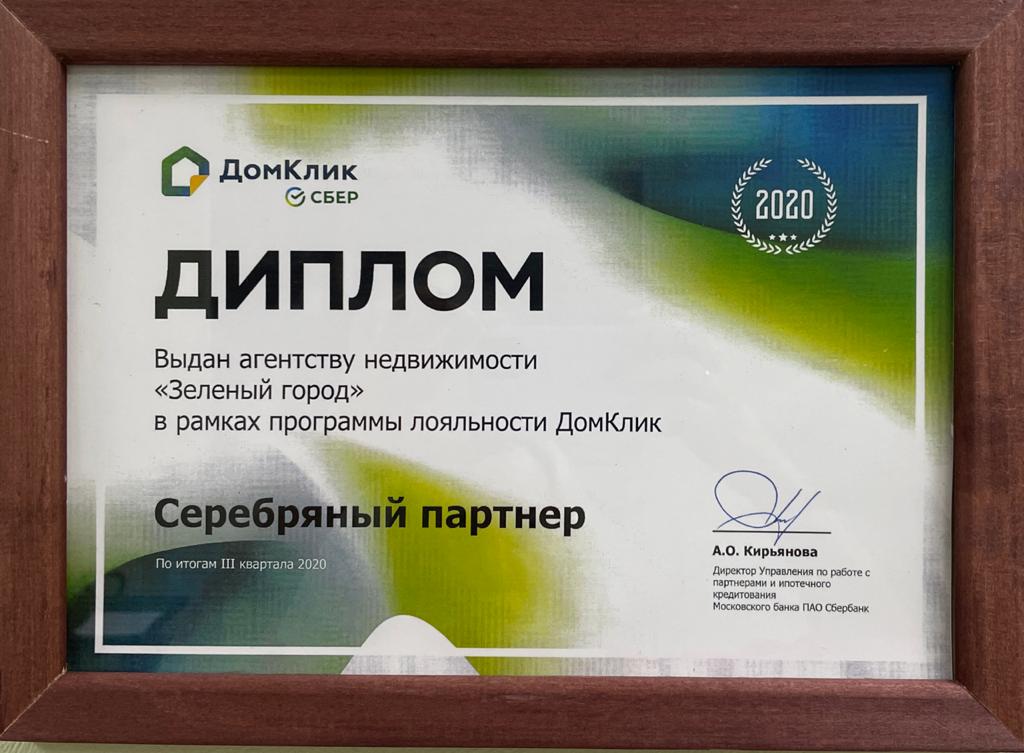 ДомКлик
СБЕР
2020
ДИПЛОМ
Выдан агентству недвижимости
«Зеленый город»
в рамках программы лояльности ДомКлик
Серебряный партнер
По итогам III квартала 2020
А.О. Кирьянова
Директор Управления по работе с
партнерами и ипотечного
кредитования
Московского банка ПАО Сбербанк